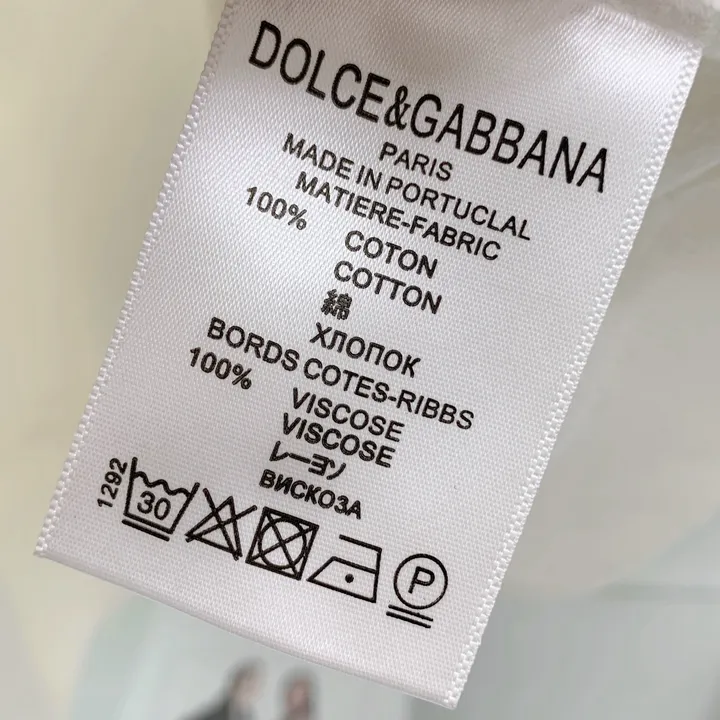 DOLCE&GABBANA
PARIS
MADE IN PORTUCLAL
MATIERE-FABRIC
100% COTON
COTTON
綿
ХЛОПОК
BORDS COTES-RIBBS
100% VISCOSE
VISCOSE
レーヨン
ВИСКОЗА
1292
30
P